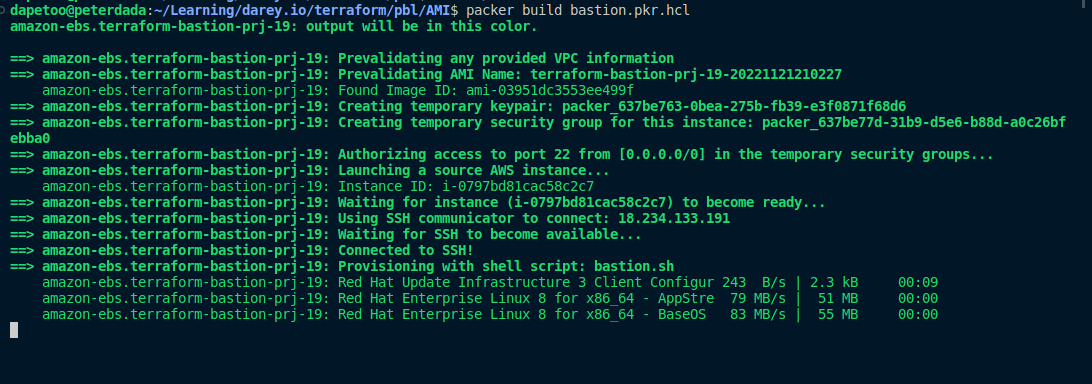 dapetoo@peterdada:~/Learning/darey.io/terraform/pbl/AMI$ packer build bastion.pkr.hcl
amazon-ebs.terraform-bastion-prj-19: output will be in this color.
==> amazon-ebs.terraform-bastion-prj-19: Prevalidating any provided VPC information
==> amazon-ebs.terraform-bastion-prj-19: Prevalidating AMI Name: terraform-bastion-prj-19-20221121210227
amazon-ebs.terraform-bastion-prj-19: Found Image ID: ami-03951dc3553ee499f
==> amazon-ebs.terraform-bastion-prj-19: Creating temporary keypair: packer_637be763-0bea-275b-fb39-e3f0871f68d6
==> amazon-ebs.terraform-bastion-prj-19: Creating temporary security group for this instance: packer_637be77d-31b9-d5e6-b88d-a0c26bf
ebba0
==> amazon-ebs.terraform-bastion-prj-19: Authorizing access to port 22 from [0.0.0.0/0] in the temporary security groups...
==> amazon-ebs.terraform-bastion-prj-19: Launching a source AWS instance...
amazon-ebs.terraform-bastion-prj-19: Instance ID: i-0797bd81cac58c2c7
==> amazon-ebs.terraform-bastion-prj-19: Waiting for instance (i-0797bd81cac58c2c7) to become ready...
==> amazon-ebs.terraform-bastion-prj-19: Using SSH communicator to connect: 18.234.133.191
==> amazon-ebs.terraform-bastion-prj-19: Waiting for SSH to become available...
==> amazon-ebs.terraform-bastion-prj-19: Connected to SSH!
==> amazon-ebs.terraform-bastion-prj-19: Provisioning with shell script: bastion.sh
amazon-ebs.terraform-bastion-prj-19: Red Hat Update Infrastructure 3 Client Configur 243  B/s | 2.3 kB     00:09
amazon-ebs.terraform-bastion-prj-19: Red Hat Enterprise Linux 8 for x86_64 - AppStre  79 MB/s |  51 MB     00:00
amazon-ebs.terraform-bastion-prj-19: Red Hat Enterprise Linux 8 for x86_64 - BaseOS   83 MB/s |  55 MB     00:00